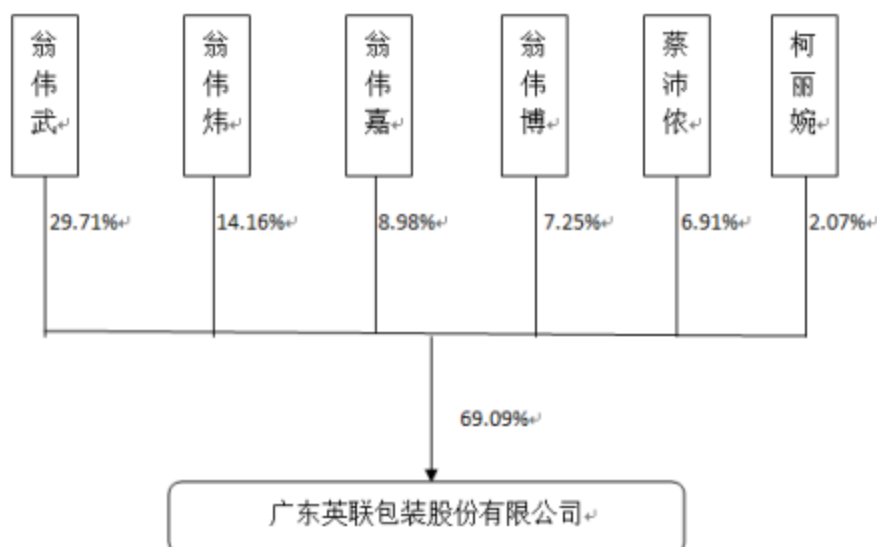 翁伟武
翁伟炜
翁伟嘉
翁伟博
蔡沛侬
柯丽婉
29.71%
14.16%
8.98%
7.25%
6.91%
2.07%
69.09%
广东英联包装股份有限公司